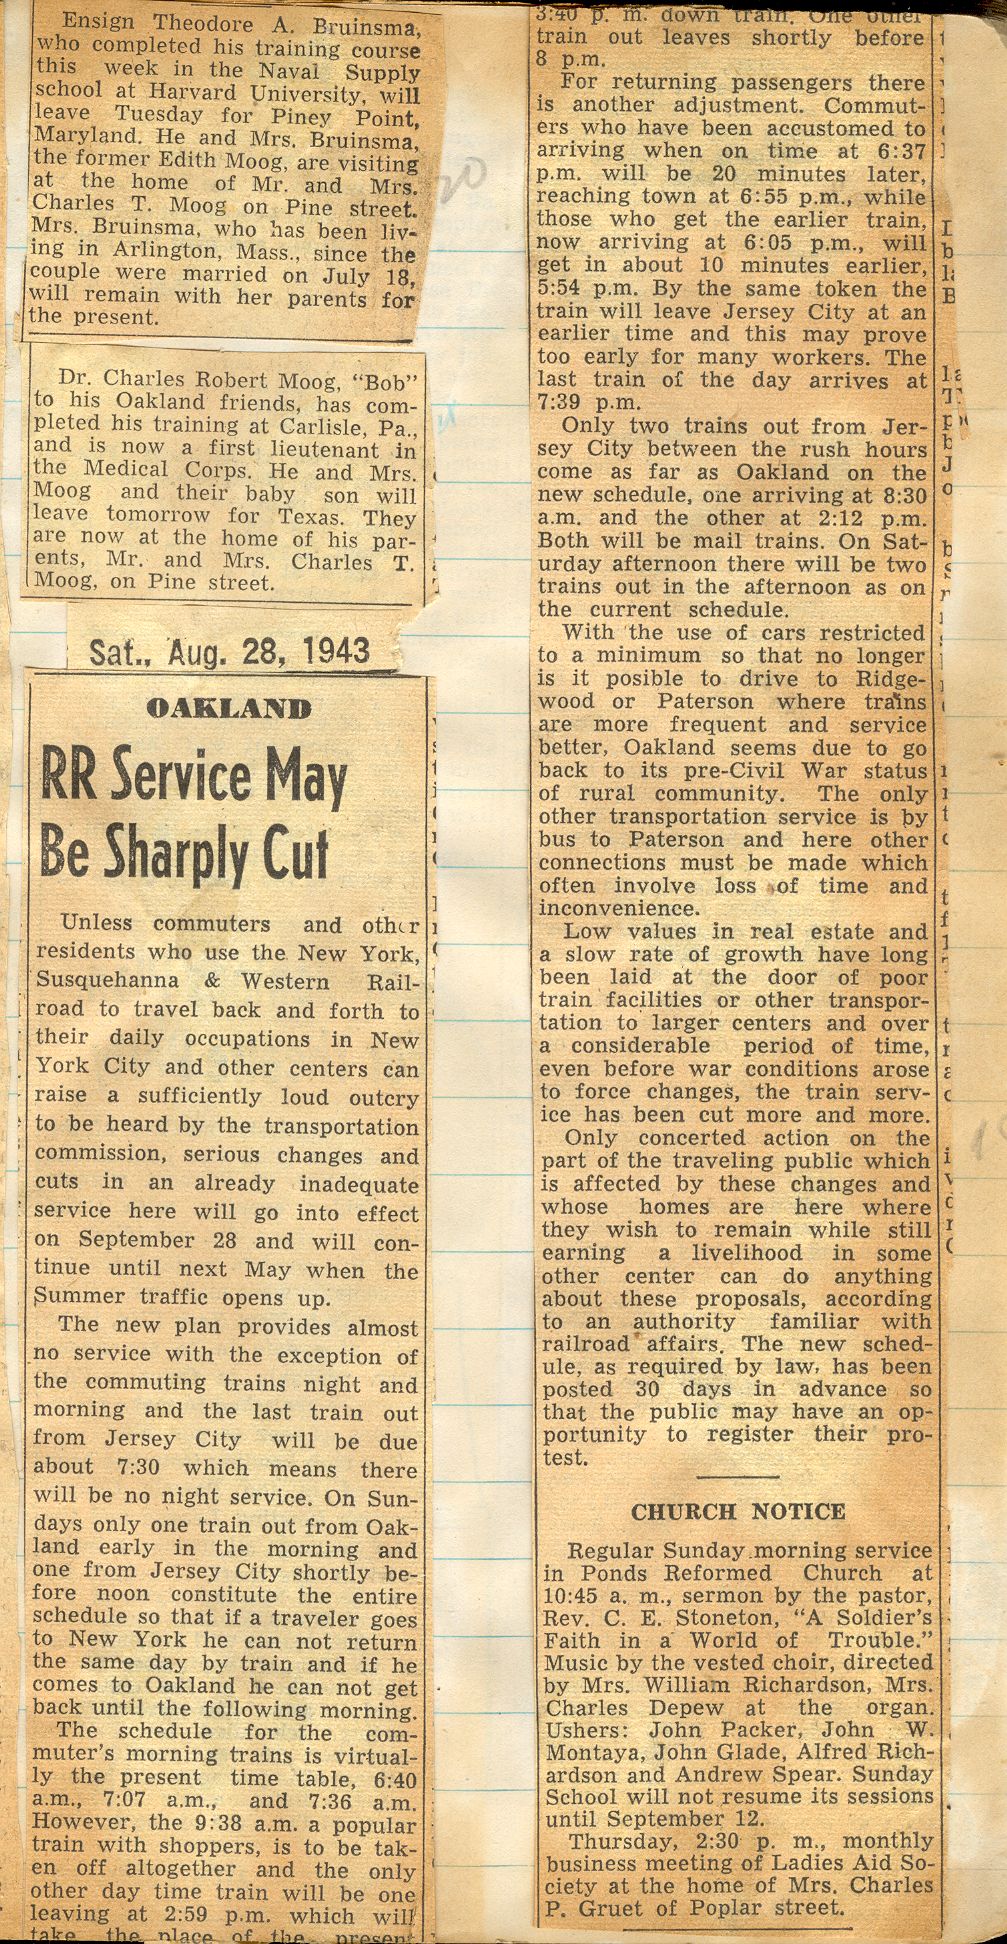 Ensign Theodore A. Bruinsma,
who completed his training course
this week in the Naval Supply
school at Harvard University, will
leave Tuesday for Piney Point,
Maryland. He and Mrs. Bruinsma,
the former Edith Moog, are visiting
at the home of Mr. and Mrs.
Charles T. Moog on Pine street.
Mrs. Bruinsma, who has been liv-
ing in Arlington, Mass., since the
couple were married on July 18,
will remain with her parents for
the present.
Dr. Charles Robert Moog, "Bob"
to his Oakland friends, has com-
pleted his training at Carlisle, Pa.,
and is now a first lieutenant in
the Medical Corps. He and Mrs.
Moog and their baby son will
leave tomorrow for Texas. They
are now at the home of his par-
ents, Mr. and Mrs. Charles T.
Moog, on Pine street.
Sat., Aug. 28, 1943
OAKLAND
RR Service May
Be Sharply Cut
Unless commuters and other
residents who use the New York,
Susquehanna & Western Rail-
road to travel back and forth to
their daily occupations in New
York City and other centers can
raise a sufficiently loud outcry
to be heard by the transportation
commission, serious changes and
cuts in an already inadequate
service here will go into effect
on September 28 and will con-
tinue until next May when the
Summer traffic opens up.
The new plan provides almost
no service with the exception of
the commuting trains night and
morning and the last train out
from Jersey City will be due
about 7:30 which means there
will be no night service. On Sun-
days only one train out from Oak-
land early in the morning and
one from Jersey City shortly be-
fore noon constitute the entire
schedule so that if a traveler goes
to New York he can not return
the same day by train and if he
comes to Oakland he can not get
back until the following morning.
The schedule for the com-
muter's morning trains is virtual-
ly the present time table, 6:40
a.m., 7:07 a.m., and 7:36 a.m.
However, the 9:38 a.m. a popular
train with shoppers, is to be tak-
en off altogether and the only
other day time train will be one
leaving at 2:59 p.m. which will
take the place of the present
3:40 p. m. down train. One other
train out leaves shortly before
8 p.m.
For returning passengers there
is another adjustment. Commut-
ers who have been accustomed to
arriving when on time at 6:37
p.m. will be 20 minutes later,
reaching town at 6:55 p.m., while
those who get the earlier train,
now arriving at 6:05 p.m., will
get in about 10 minutes earlier,
5:54 p.m. By the same token the
train will leave Jersey City at an
earlier time and this may prove
too early for many workers. The
last train of the day arrives at
7:39 p.m.
Only two trains out from Jer-
sey City between the rush hours
come as far as Oakland on the
new schedule, one arriving at 8:30
a.m. and the other at 2:12 p.m.
Both will be mail trains. On Sat-
urday afternoon there will be two
trains out in the afternoon as on
the current schedule.
With the use of cars restricted
to a minimum so that no longer
is it posible to drive to Ridge-
wood or Paterson where trains
are more frequent and service
better, Oakland seems due to go
back to its pre-Civil War status
of rural community. The only
other transportation service is by
bus to Paterson and here other
connections must be made which
often involve loss of time and
inconvenience.
Low values in real estate and
a slow rate of growth have long
been laid at the door of poor
train facilities or other transpor-
tation to larger centers and over
a considerable period of time,
even before war conditions arose
to force changes, the train serv-
ice has been cut more and more.
Only concerted action on the
part of the traveling public which
is affected by these changes and
whose homes are here where
they wish to remain while still
earning a livelihood in some
other center can do anything
about these proposals, according
to an authority familiar with
railroad affairs. The new sched-
ule, as required by law, has been
posted 30 days in advance so
that the public may have an op-
portunity to register their pro-
test.
CHURCH NOTICE
Regular Sunday morning service
in Ponds Reformed Church at
10:45 a. m., sermon by the pastor,
Rev. C. E. Stoneton, "A Soldier's
Faith in a World of Trouble."
Music by the vested choir, directed
by Mrs. William Richardson, Mrs.
Charles Depew at the organ.
Ushers: John Packer, John W.
Montaya, John Glade, Alfred Rich-
ardson and Andrew Spear. Sunday
School will not resume its sessions
until September 12.
Thursday, 2:30 p. m., monthly
business meeting of Ladies Aid So-
ciety at the home of Mrs. Charles
P. Gruet of Poplar street.